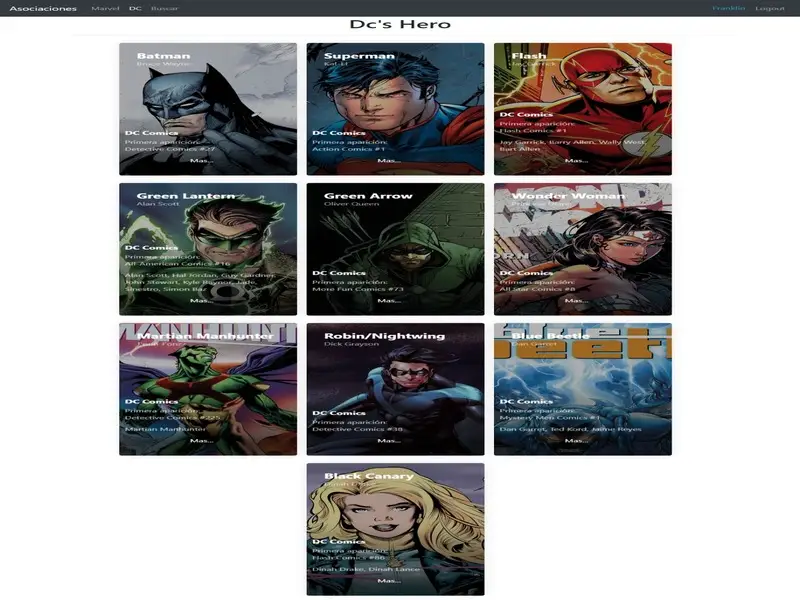 Asociaciones Marvel DC Buscar Franklin Logout
Dc's Hero
Batman
Bruce Wayne
DC Comics
Primera aparición:
Detective Comics #27
Mas...
Superman
Kal-El
DC Comics
Primera aparición:
Action Comics #1
Mas...
Flash
Jay Garrick
DC Comics
Primera aparición:
Flash Comics #1
Jay Garrick, Barry Allen, Wally West,
Bart Allen
Mas...
Green Lantern
Alan Scott
DC Comics
Primera aparición:
All-American Comics #16
Alan Scott, Hal Jordan, Guy Gardner,
John Stewart, Kyle Raynor, Jade,
Sinestro, Simon Baz
Mas...
Green Arrow
Oliver Queen
DC Comics
Primera aparición:
More Fun Comics #73
Mas...
Wonder Woman
DC Comics
Primera aparición:
All Star Comics #8
Mas...
Martian Manhunter
DC Comics
Primera aparición:
Detective Comics #225
Martian Manhunter
Mas...
Robin/Nightwing
Dick Grayson
DC Comics
Primera aparición:
Detective Comics #38
Mas...
Blue Beetle
Dan Garret
DC Comics
Primera aparición:
Mystery Men Comics #1
Dan Garret, Ted Kord, Jaime Reyes
Mas...
Black Canary
DC Comics
Primera aparición:
Flash Comics #86
Dinah Drake, Dinah Lance
Mas...